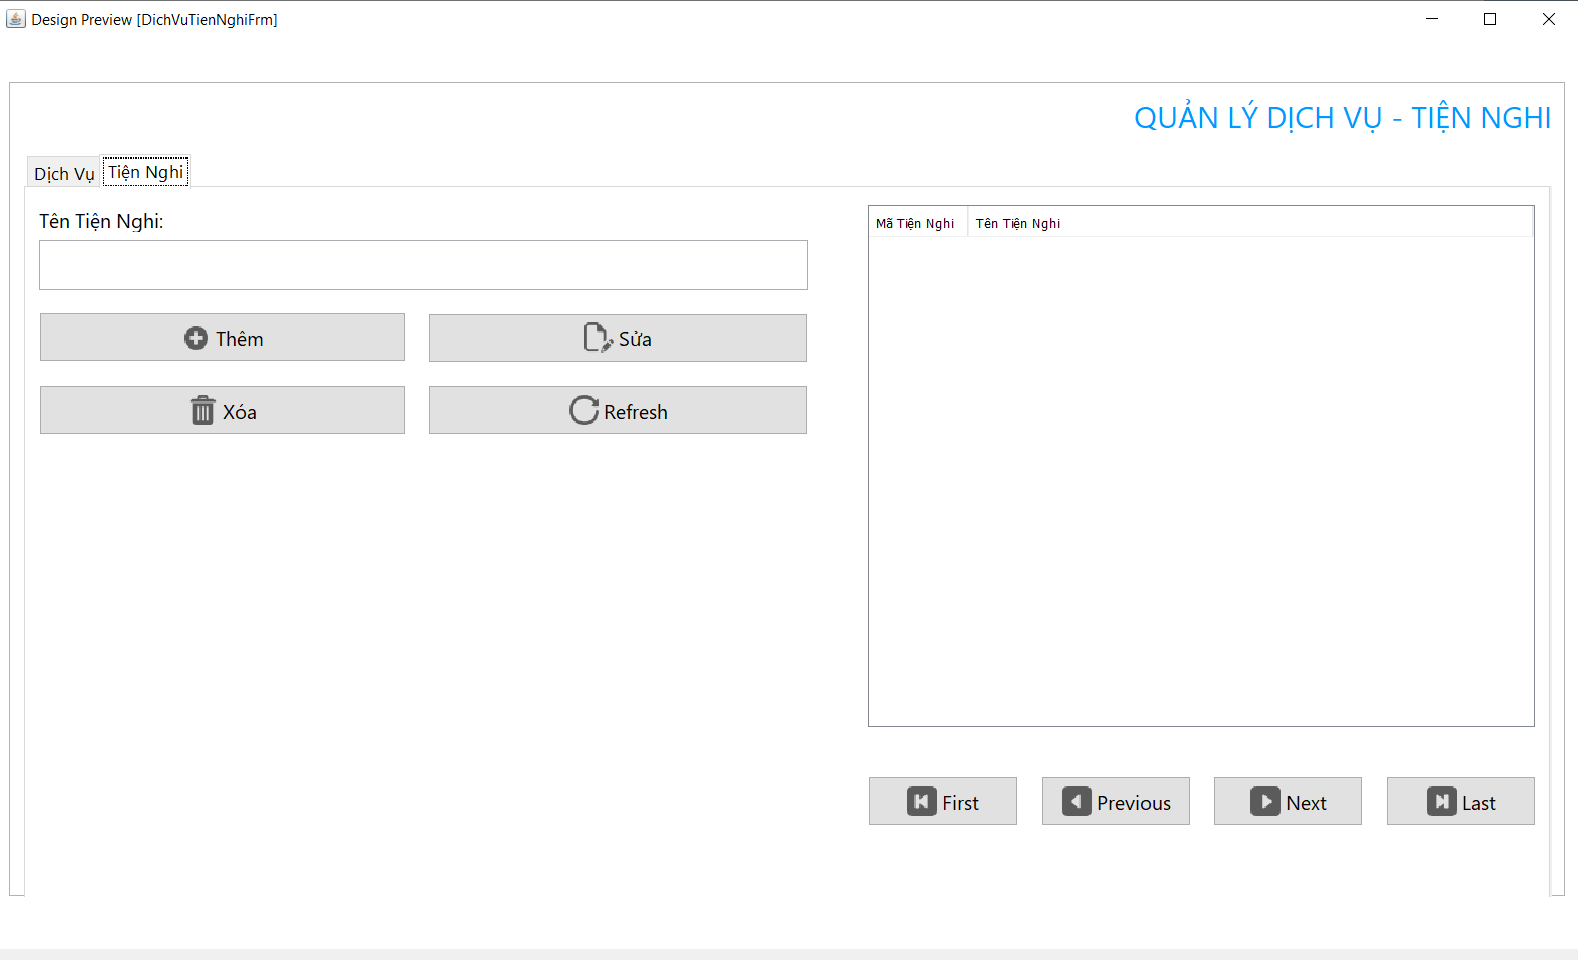 Design Preview [DichVuTienNghiFrm]
QUẢN LÝ DỊCH VỤ - TIỆN NGHI
Dịch Vụ Tiện Nghi
Tên Tiện Nghi:
Thêm Sửa
Xóa Refresh
Mã Tiện Nghi Tên Tiện Nghi
First Previous Next Last